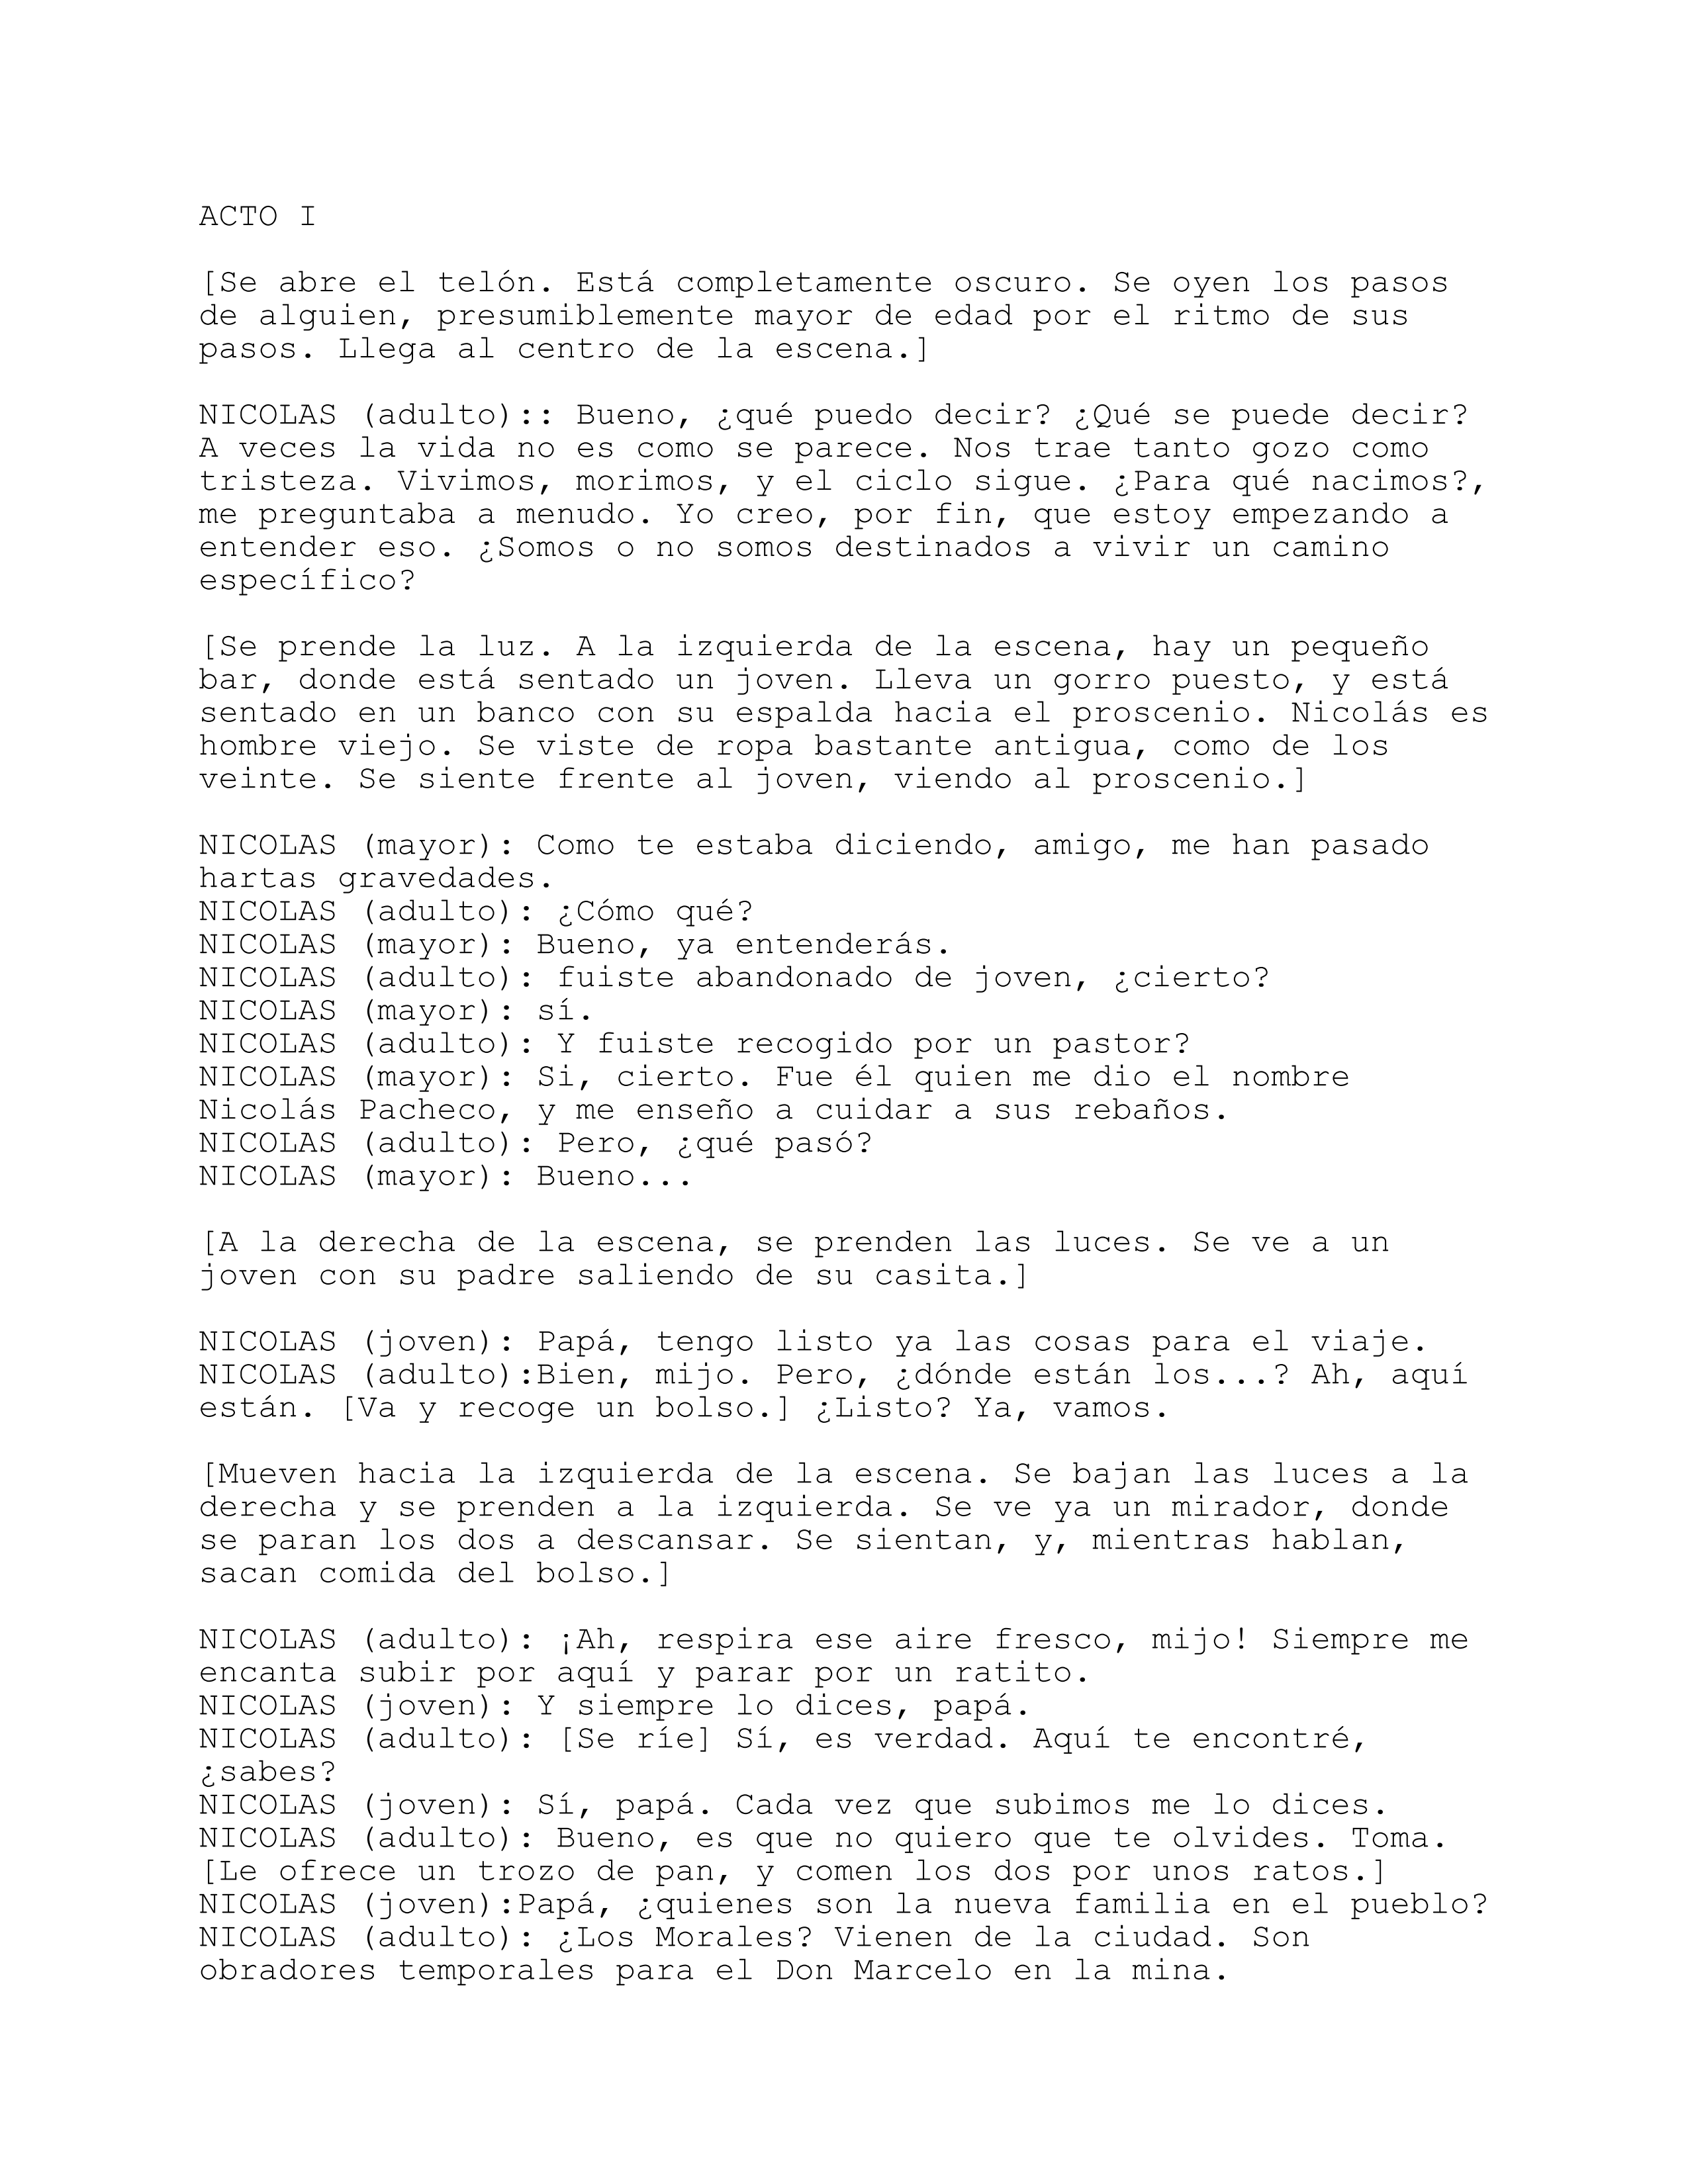 ACTO I
[Se abre el telón. Está completamente oscuro. Se oyen los pasos
de alguien, presumiblemente mayor de edad por el ritmo de sus
pasos. Llega al centro de la escena.]
NICOLAS (adulto):: Bueno, ¿qué puedo decir? ¿Qué se puede decir?
A veces la vida no es como se parece. Nos trae tanto gozo como
tristeza. Vivimos, morimos, y el ciclo sigue. ¿Para qué nacimos?,
me preguntaba a menudo. Yo creo, por fin, que estoy empezando a
entender eso. ¿Somos o no somos destinados a vivir un camino
específico?
[Se prende la luz. A la izquierda de la escena, hay un pequeño
bar, donde está sentado un joven. Lleva un gorro puesto, y está
sentado en un banco con su espalda hacia el proscenio. Nicolás es
hombre viejo. Se viste de ropa bastante antigua, como de los
veinte. Se siente frente al joven, viendo al proscenio.]
NICOLAS (mayor): Como te estaba diciendo, amigo, me han pasado
hartas gravedades.
NICOLAS (adulto): ¿Cómo qué?
NICOLAS (mayor): Bueno, ya entenderás.
NICOLAS (adulto): fuiste abandonado de joven, ¿cierto?
NICOLAS (mayor): sí.
NICOLAS (adulto): Y fuiste recogido por un pastor?
NICOLAS (mayor): Si, cierto. Fue él quien me dio el nombre
Nicolás Pacheco, y me enseño a cuidar a sus rebaños.
NICOLAS (adulto): Pero, ¿qué pasó?
NICOLAS (mayor): Bueno...
[A la derecha de la escena, se prenden las luces. Se ve a un
joven con su padre saliendo de su casita.]
NICOLAS (joven): Papá, tengo listo ya las cosas para el viaje.
NICOLAS (adulto):Bien, mijo. Pero, ¿dónde están los...? Ah, aquí
están. [Va y recoge un bolso.] ¿Listo? Ya, vamos.
[Mueven hacia la izquierda de la escena. Se bajan las luces a la
derecha y se prenden a la izquierda. Se ve ya un mirador, donde
se paran los dos a descansar. Se sientan, y, mientras hablan,
sacan comida del bolso.]
NICOLAS (adulto): ¡Ah, respira ese aire fresco, mijo! Siempre me
encanta subir por aquí y parar por un ratito.
NICOLAS (joven): Y siempre lo dices, papá.
NICOLAS (adulto): [Se ríe] Sí, es verdad. Aquí te encontré,
¿sabes?
NICOLAS (joven): Sí, papá. Cada vez que subimos me lo dices.
NICOLAS (adulto): Bueno, es que no quiero que te olvides. Toma.
[Le ofrece un trozo de pan, y comen los dos por unos ratos.]
NICOLAS (joven):Papá, ¿quienes son la nueva familia en el pueblo?
NICOLAS (adulto): ¿Los Morales? Vienen de la ciudad. Son
obradores temporales para el Don Marcelo en la mina.